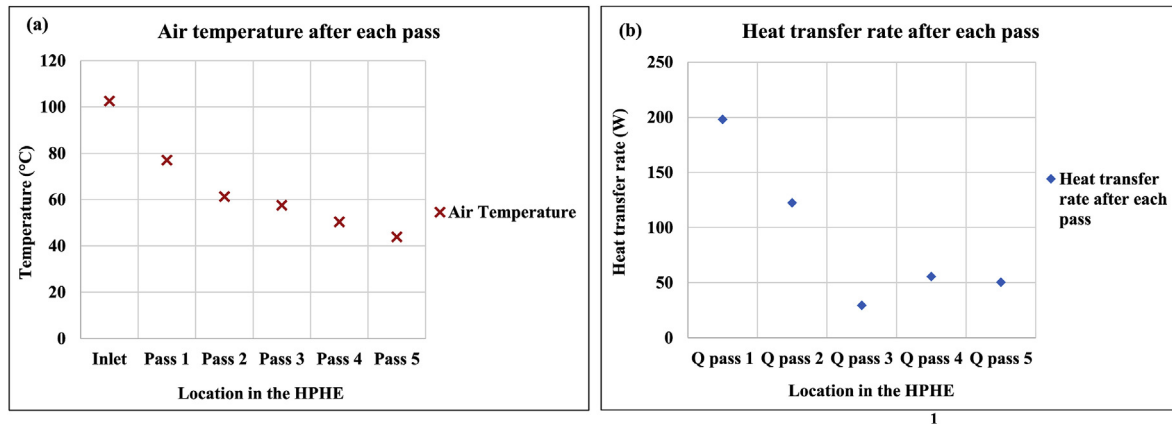 (a)
Air temperature after each pass
120
100
80
60
40
20
0
Temperature (°C)
Inlet Pass 1 Pass 2 Pass 3 Pass 4 Pass 5
Location in the HPHE
Air Temperature
(b)
Heat transfer rate after each pass
250
200
150
100
50
0
Heat transfer rate (W)
Q pass 1 Q pass 2 Q pass 3 Q pass 4 Q pass 5
Location in the HPHE
Heat transfer
rate after each
pass
1